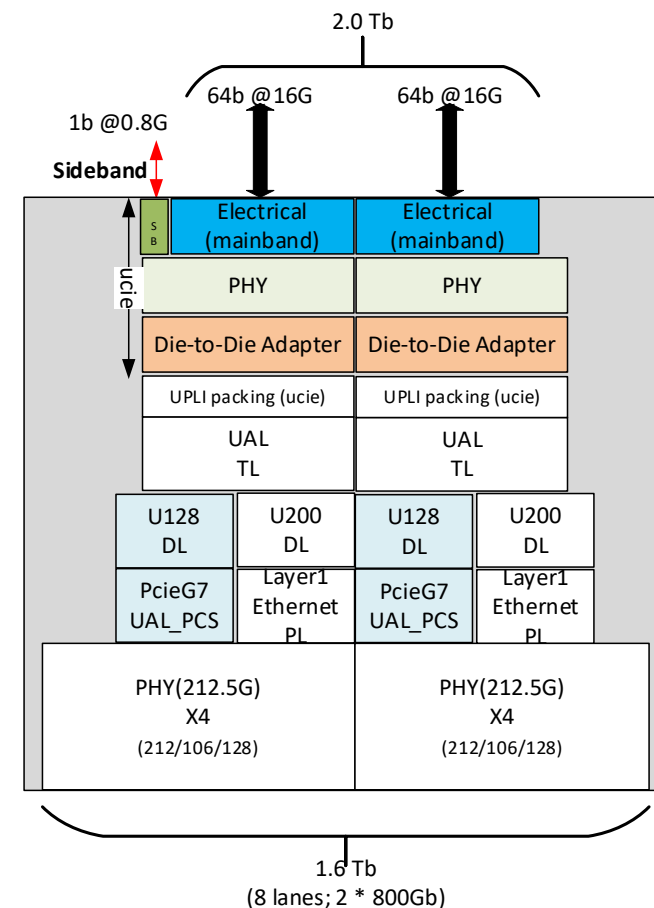 2.0 Tb
64b @16G
64b @16G
1b @0.8G
Sideband
S
B
Electrical
(mainband)
Electrical
(mainband)
ucie
PHY
PHY
Die-to-Die Adapter
Die-to-Die Adapter
UPLI packing (ucie)
UPLI packing (ucie)
UAL
TL
UAL
TL
U128
DL
U200
DL
U128
DL
U200
DL
PcieG7
UAL_PCS
Layer1
Ethernet
PL
PcieG7
UAL_PCS
Layer1
Ethernet
PL
PHY(212.5G)
X4
(212/106/128)
PHY(212.5G)
X4
(212/106/128)
1.6 Tb
(8 lanes; 2 * 800Gb)